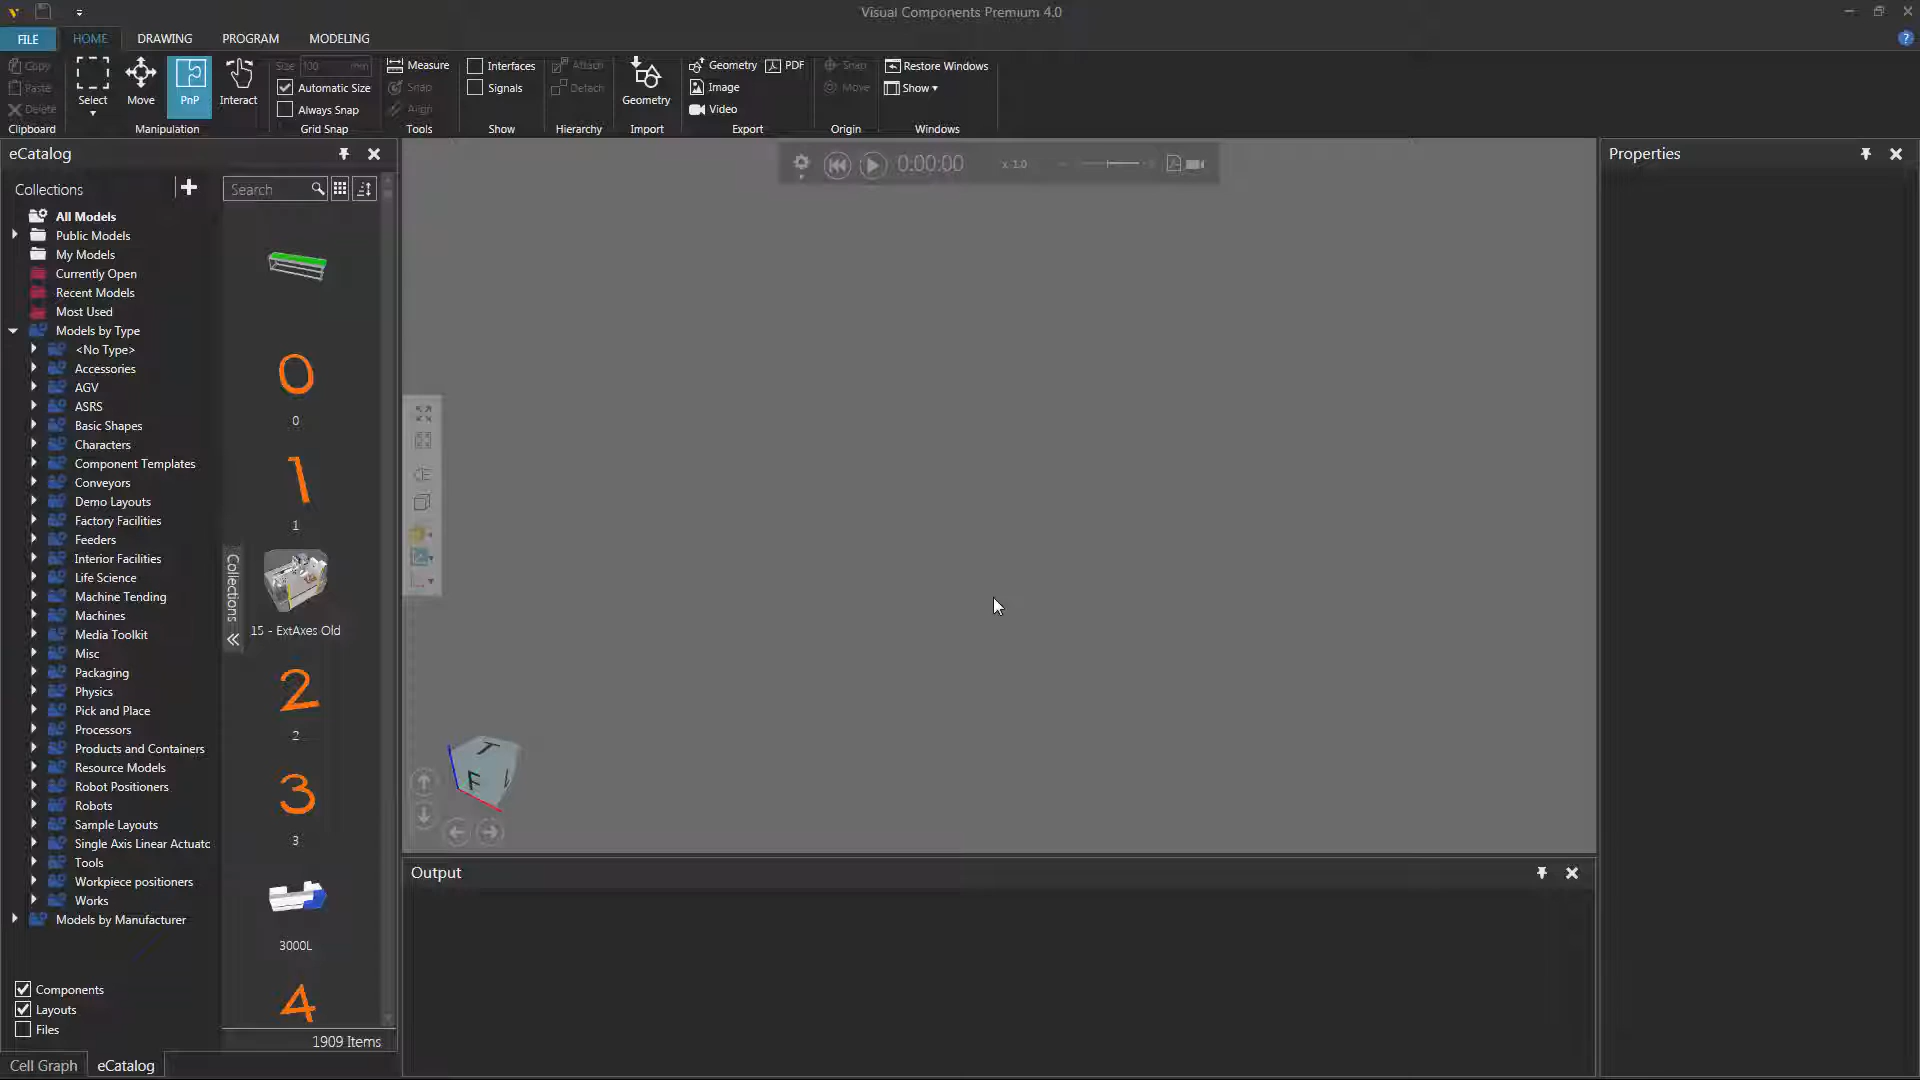 Visual Components Premium 4.0
FILE HOME DRAWING PROGRAM MODELING
Copy
Paste
Delete
Clipboard
Select Move PnP Interact
Manipulation
Size 100 mm
Automatic Size
Always Snap
Grid Snap
Measure
Snap
Align
Tools
Interfaces
Signals
Show
Attach
Detach
Hierarchy
Geometry
Import
Geometry PDF
Image
Video
Export
Snap
Move
Origin
Restore Windows
Show
Windows
eCatalog
Collections
Search
All Models
Public Models
My Models
Currently Open
Recent Models
Most Used
Models by Type
<No Type>
Accessories
AGV
ASRS
Basic Shapes
Characters
Component Templates
Conveyors
Demo Layouts
Factory Facilities
Feeders
Interior Facilities
Life Science
Machine Tending
Machines
Media Toolkit
Misc
Packaging
Physics
Pick and Place
Processors
Products and Containers
Resource Models
Robot Positioners
Robots
Sample Layouts
Single Axis Linear Actuatc
Tools
Workpiece positioners
Works
Models by Manufacturer
Components
Layouts
Files
Collections
0
0
1
1
15 - ExtAxes Old
2
2
3
3
3000L
4
1909 Items
Cell Graph eCatalog
0:00:00 x 1.0
T
F
Output
Properties